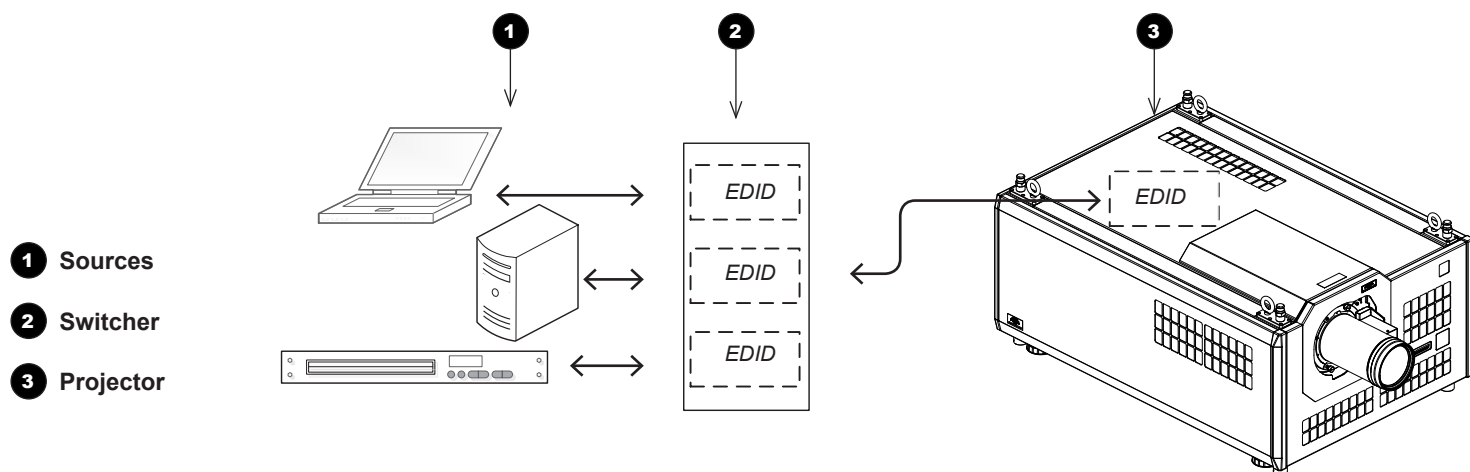 1
2
3
EDID
EDID
EDID
EDID
1 Sources
2 Switcher
3 Projector